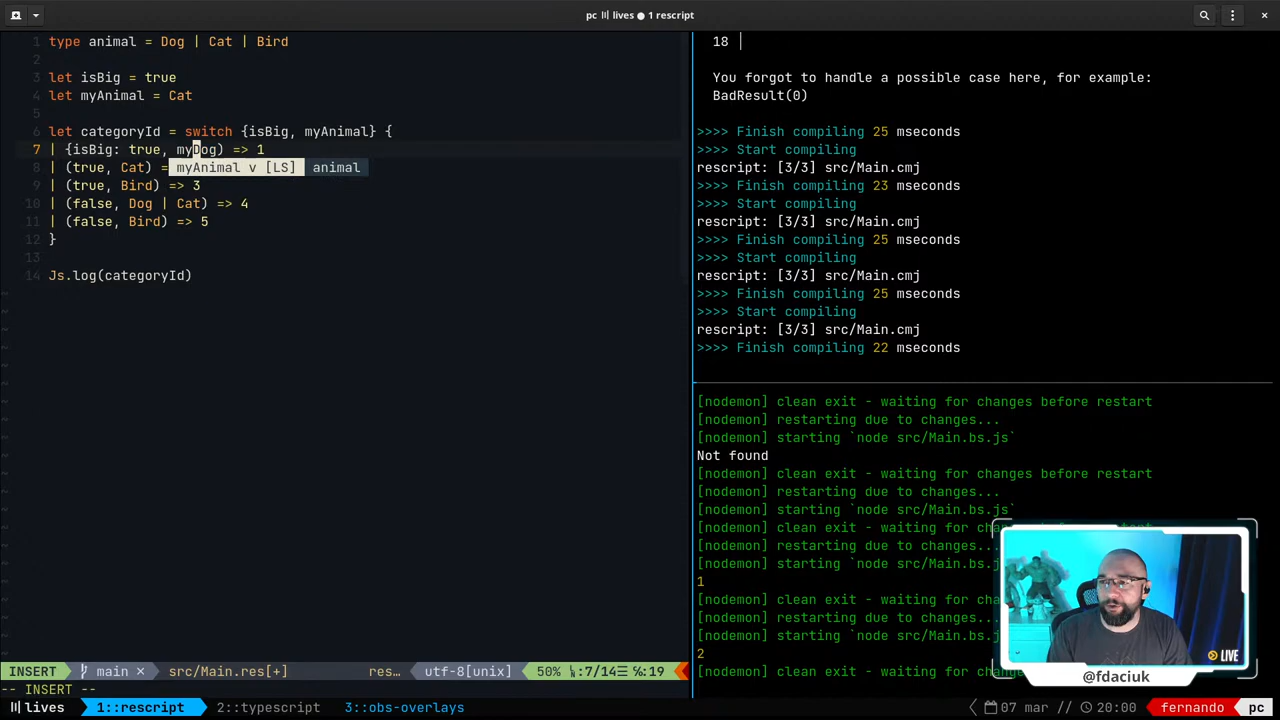 pc lives ● 1 rescript
1 type animal = Dog | Cat | Bird
2
3 let isBig = true
4 let myAnimal = Cat
5
6 let categoryId = switch {isBig, myAnimal} {
7 | {isBig: true, myDog) => 1
8 | (true, Cat) = myAnimal v [LS] animal
9 | (true, Bird) => 3
10 | (false, Dog | Cat) => 4
11 | (false, Bird) => 5
12 }
13
14 Js.log(categoryId)
~
INSERT main × src/Main.res[+] res… utf-8[unix] 50% :7/14 :19
-- INSERT --
18
You forgot to handle a possible case here, for example:
BadResult(0)
>>>> Finish compiling 25 mseconds
>>>> Start compiling
rescript: [3/3] src/Main.cmj
>>>> Finish compiling 23 mseconds
>>>> Start compiling
rescript: [3/3] src/Main.cmj
>>>> Finish compiling 25 mseconds
>>>> Start compiling
rescript: [3/3] src/Main.cmj
>>>> Finish compiling 25 mseconds
>>>> Start compiling
rescript: [3/3] src/Main.cmj
>>>> Finish compiling 22 mseconds
[nodemon] clean exit - waiting for changes before restart
[nodemon] restarting due to changes...
[nodemon] starting `node src/Main.bs.js`
Not found
[nodemon] clean exit - waiting for changes before restart
[nodemon] restarting due to changes...
[nodemon] starting `node src/Main.bs.js`
[nodemon] clean exit - waiting for changes before restart
[nodemon] restarting due to changes...
[nodemon] starting `node src/Main.bs.j
1
[nodemon] clean exit - waiting for cha
[nodemon] restarting due to changes...
[nodemon] starting `node src/Main.bs.j
2
[nodemon] clean exit - waiting for chan
LIVE
@fdaciuk
lives 1::rescript 2::typescript 3::obs-overlays 07 mar 20:00 fernando pc